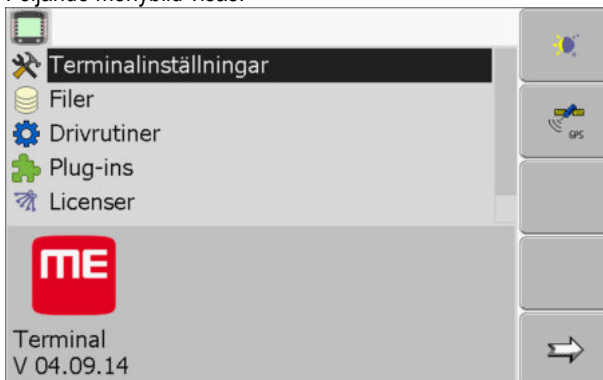 Följande menybild visas:
Terminalinställningar
Filer
Drivrutiner
Plug-ins
Licenser
GPS
ME
Terminal
V 04.09.14